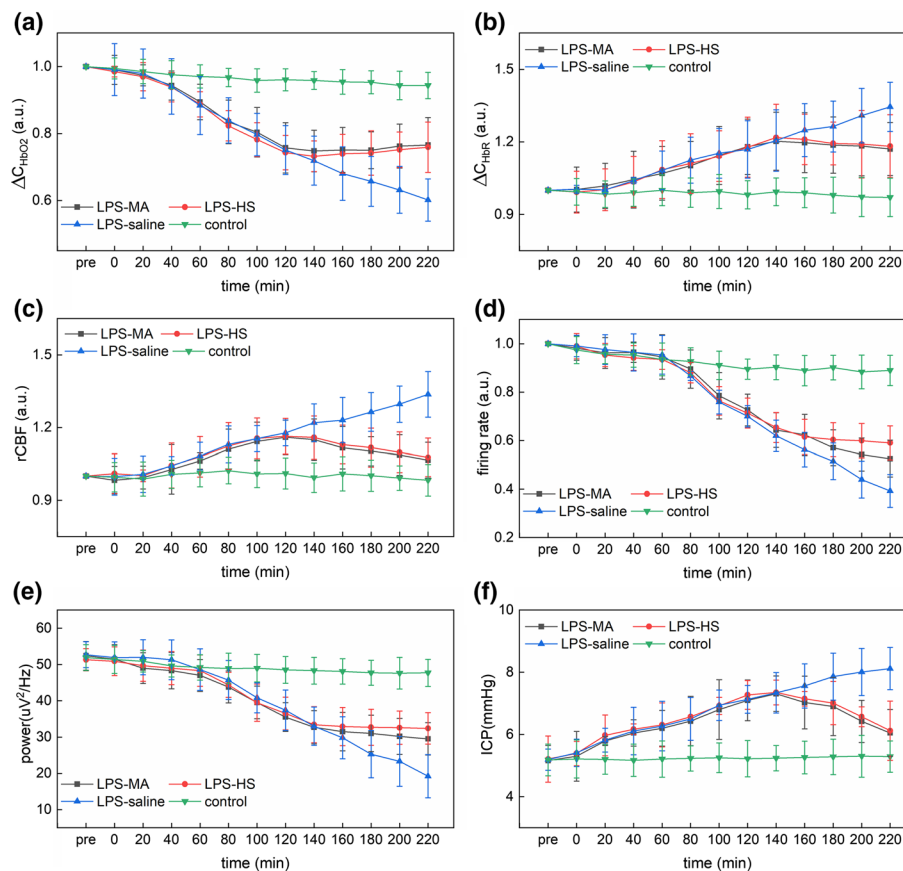 (a)
LPS-MA LPS-HS
LPS-saline control
ΔC_HbO2 (a.u.)
1.0
0.8
0.6
pre 0 20 40 60 80 100 120 140 160 180 200 220
time (min)
(b)
LPS-MA LPS-HS
LPS-saline control
ΔC_HbR (a.u.)
1.5
1.2
0.9
pre 0 20 40 60 80 100 120 140 160 180 200 220
time (min)
(c)
LPS-MA LPS-HS
LPS-saline control
rCBF (a.u.)
1.5
1.2
0.9
pre 0 20 40 60 80 100 120 140 160 180 200 220
time (min)
(d)
firing rate (a.u.)
1.0
0.8
0.6
0.4
0.2
LPS-MA LPS-HS
LPS-saline control
pre 0 20 40 60 80 100 120 140 160 180 200 220
time (min)
(e)
power(uV²/Hz)
60
50
40
30
20
10
LPS-MA LPS-HS
LPS-saline control
pre 0 20 40 60 80 100 120 140 160 180 200 220
time (min)
(f)
LPS-MA LPS-HS
LPS-saline control
ICP(mmHg)
10
8
6
4
pre 0 20 40 60 80 100 120 140 160 180 200 220
time (min)